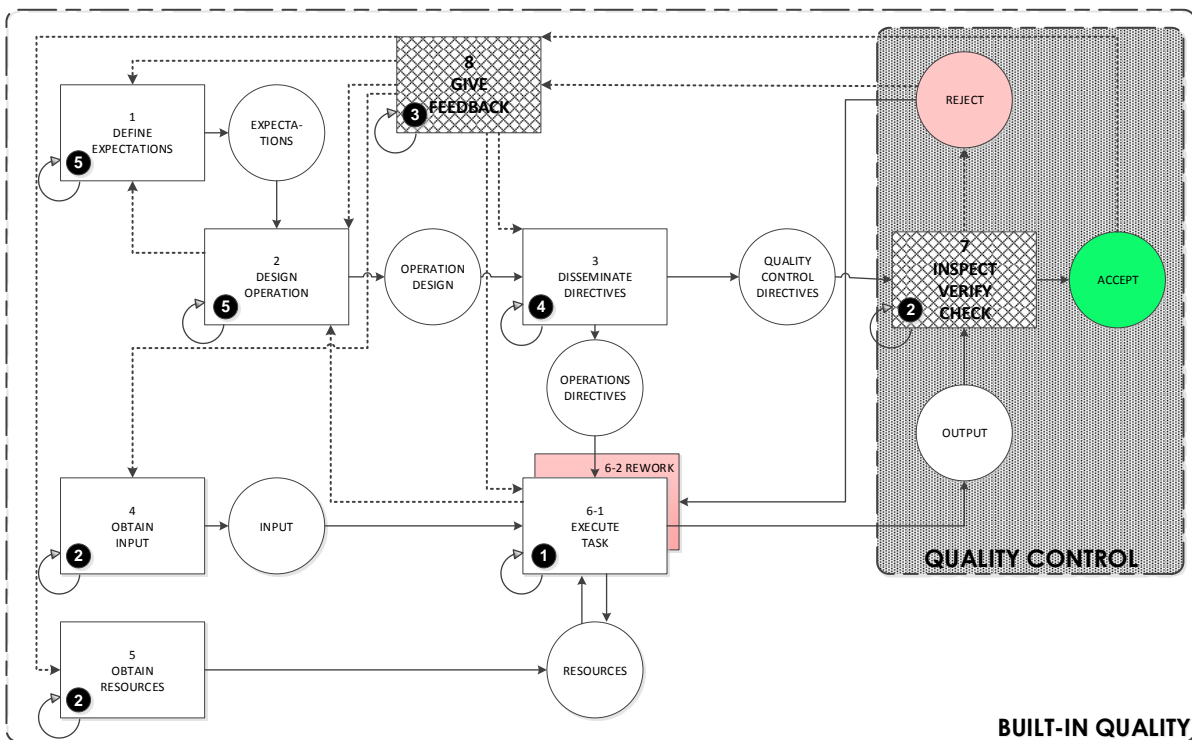 8
GIVE
FEEDBACK
3
REJECT
1
DEFINE
EXPECTATIONS
5
EXPECTA-
TIONS
2
DESIGN
OPERATION
5
OPERATION
DESIGN
3
DISSEMINATE
DIRECTIVES
4
QUALITY
CONTROL
DIRECTIVES
7
INSPECT
VERIFY
CHECK
2
ACCEPT
OPERATIONS
DIRECTIVES
OUTPUT
6-2 REWORK
4
OBTAIN
INPUT
2
INPUT
6-1
EXECUTE
TASK
1
QUALITY CONTROL
5
OBTAIN
RESOURCES
2
RESOURCES
BUILT-IN QUALITY